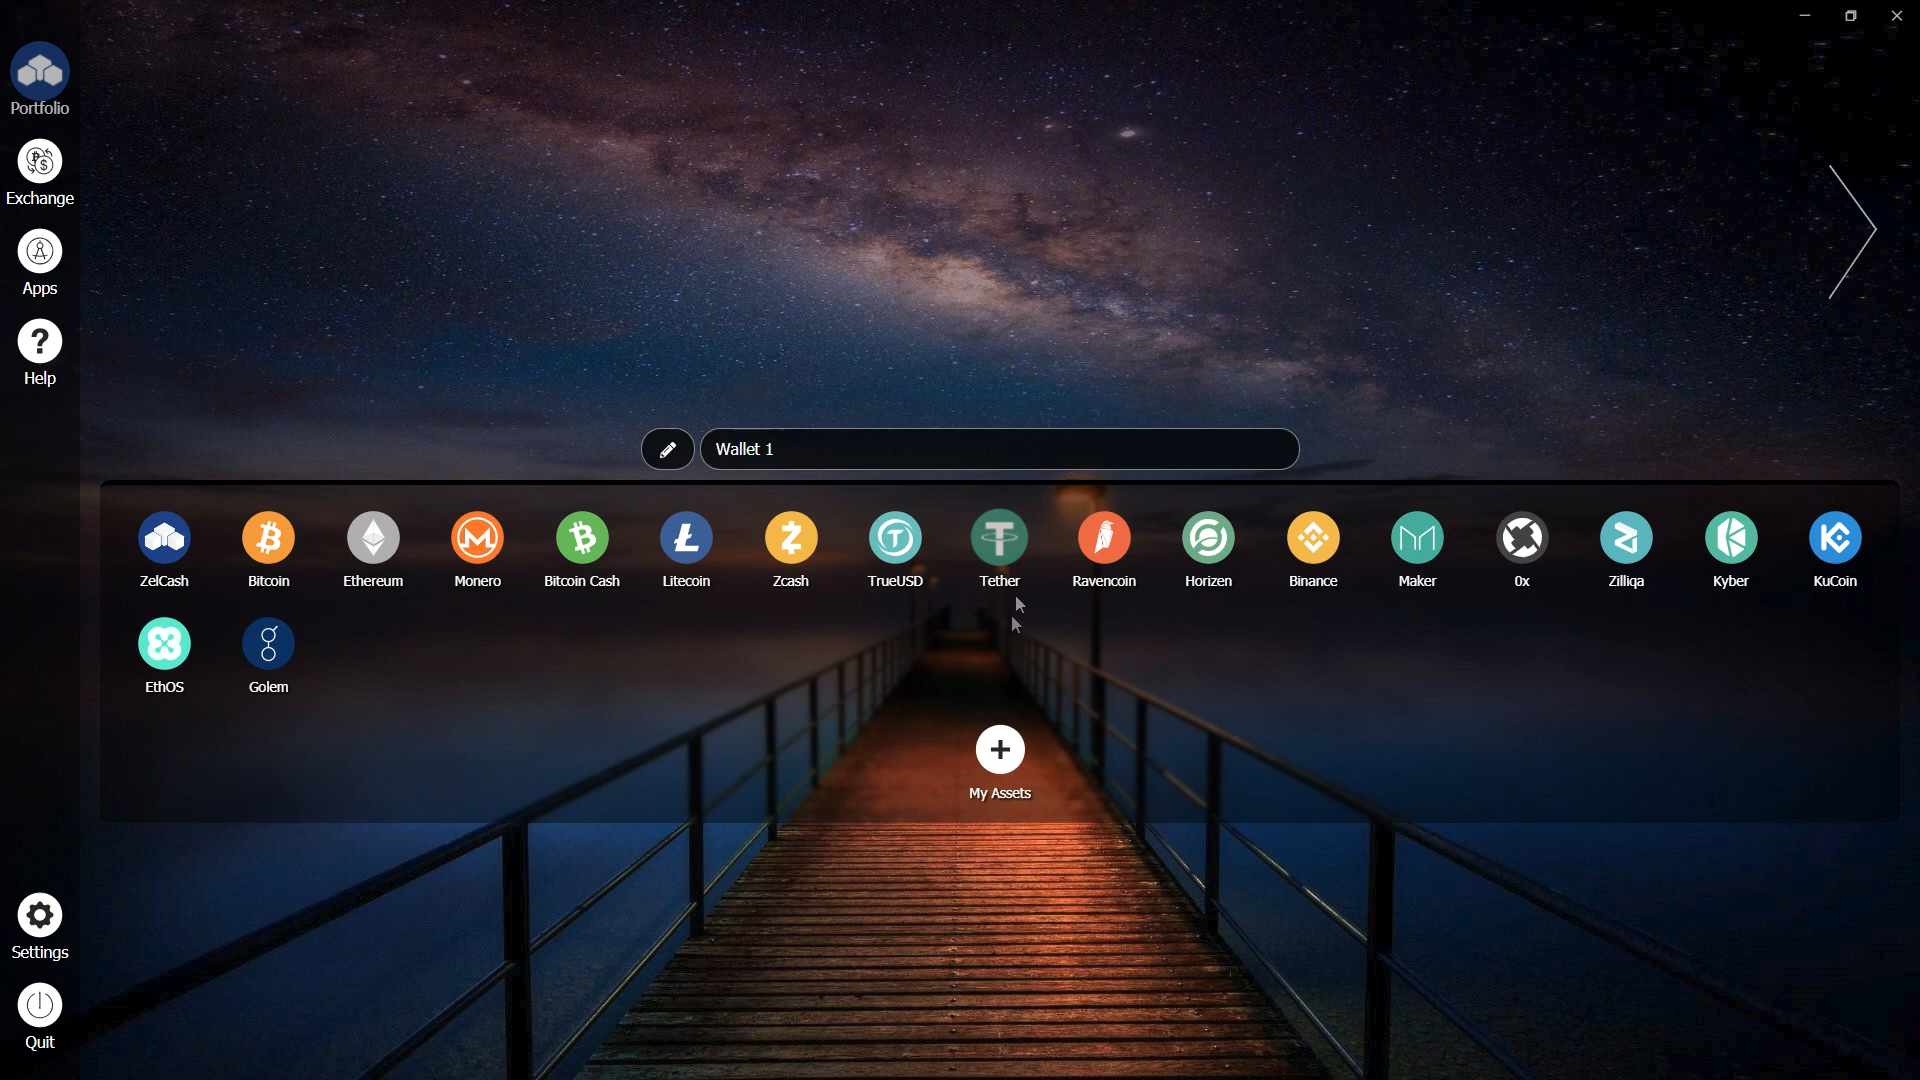 Portfolio
Exchange
Apps
Help
Wallet 1
ZelCash
Bitcoin
Ethereum
Monero
Bitcoin Cash
Litecoin
Zcash
TrueUSD
Tether
Ravencoin
Horizen
Binance
Maker
0x
Zilliqa
Kyber
KuCoin
EthOS
Golem
My Assets
Settings
Quit